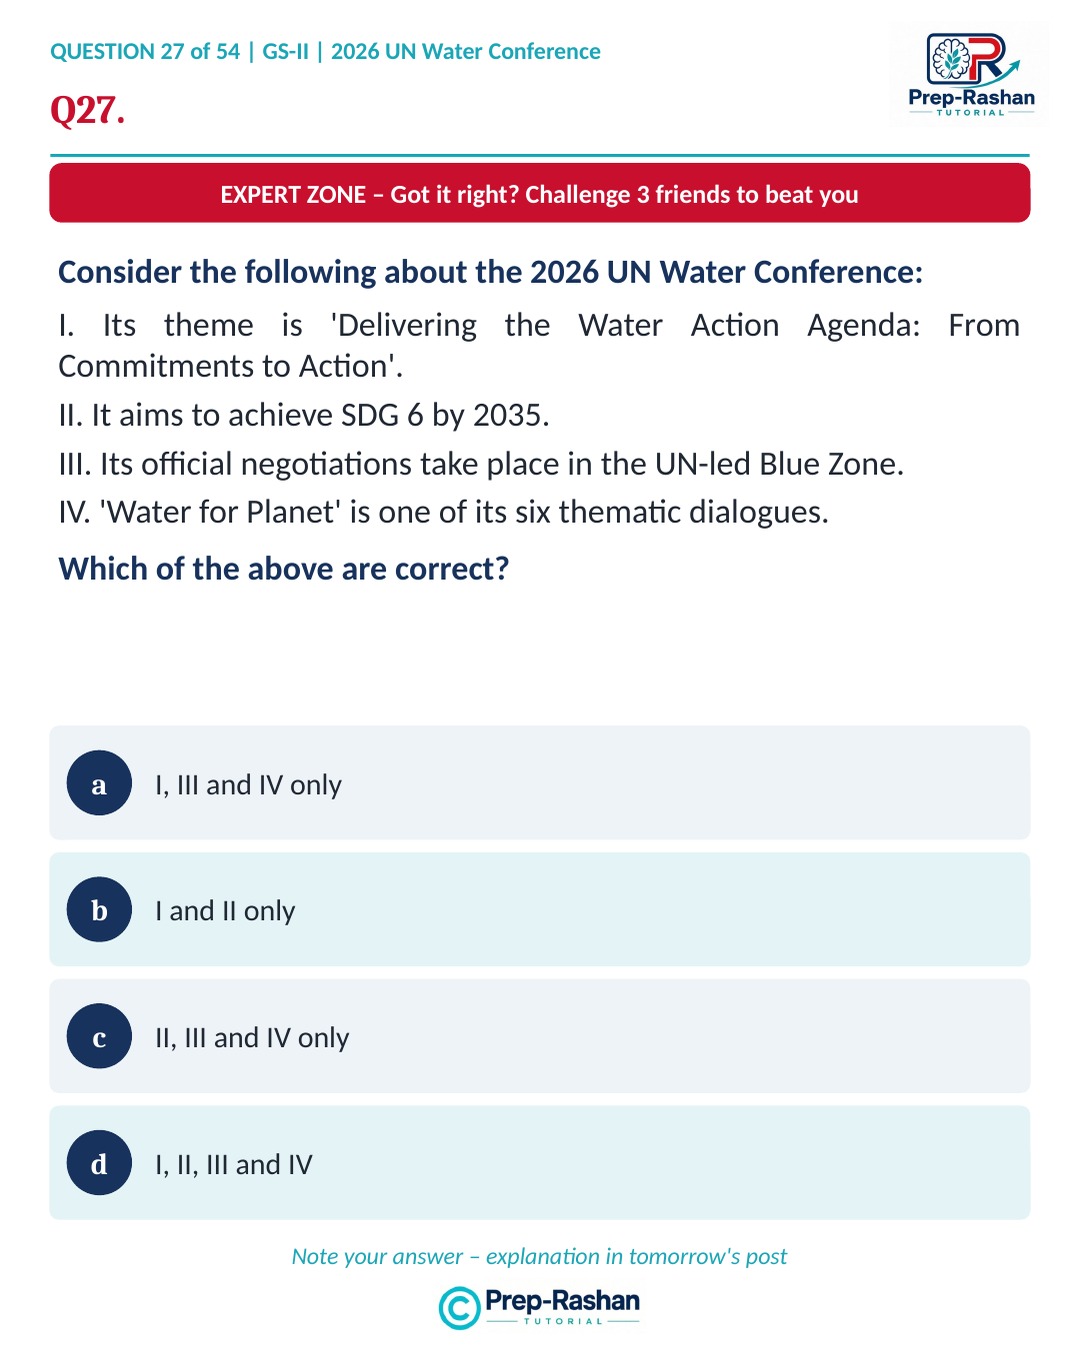 QUESTION 27 of 54 | GS-II | 2026 UN Water Conference
Prep-Rashan
TUTORIAL
Q27.
EXPERT ZONE – Got it right? Challenge 3 friends to beat you
Consider the following about the 2026 UN Water Conference:
I. Its theme is 'Delivering the Water Action Agenda: From
Commitments to Action'.
II. It aims to achieve SDG 6 by 2035.
III. Its official negotiations take place in the UN-led Blue Zone.
IV. 'Water for Planet' is one of its six thematic dialogues.
Which of the above are correct?
a I, III and IV only
b I and II only
c II, III and IV only
d I, II, III and IV
Note your answer – explanation in tomorrow's post
© Prep-Rashan
TUTORIAL